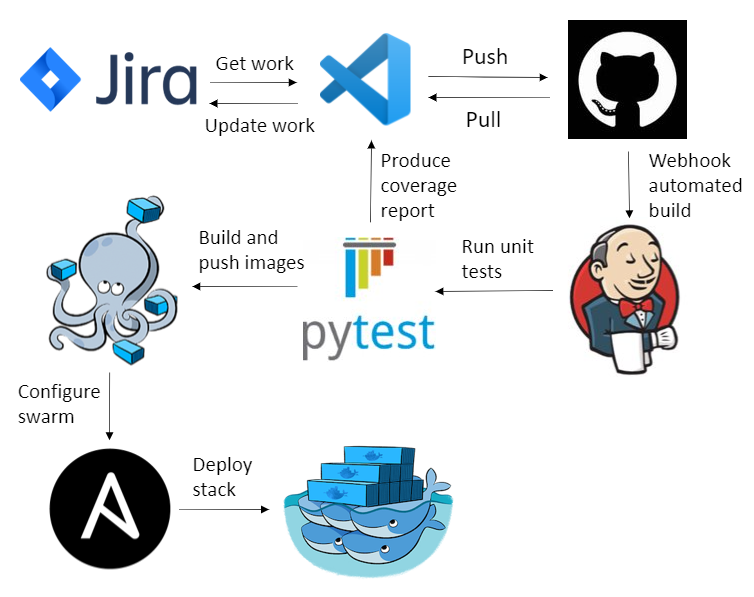 Jira
Get work
Update work
Push
Pull
Produce
coverage
report
Webhook
automated
build
Build and
push images
pytest
Run unit
tests
Configure
swarm
Deploy
stack